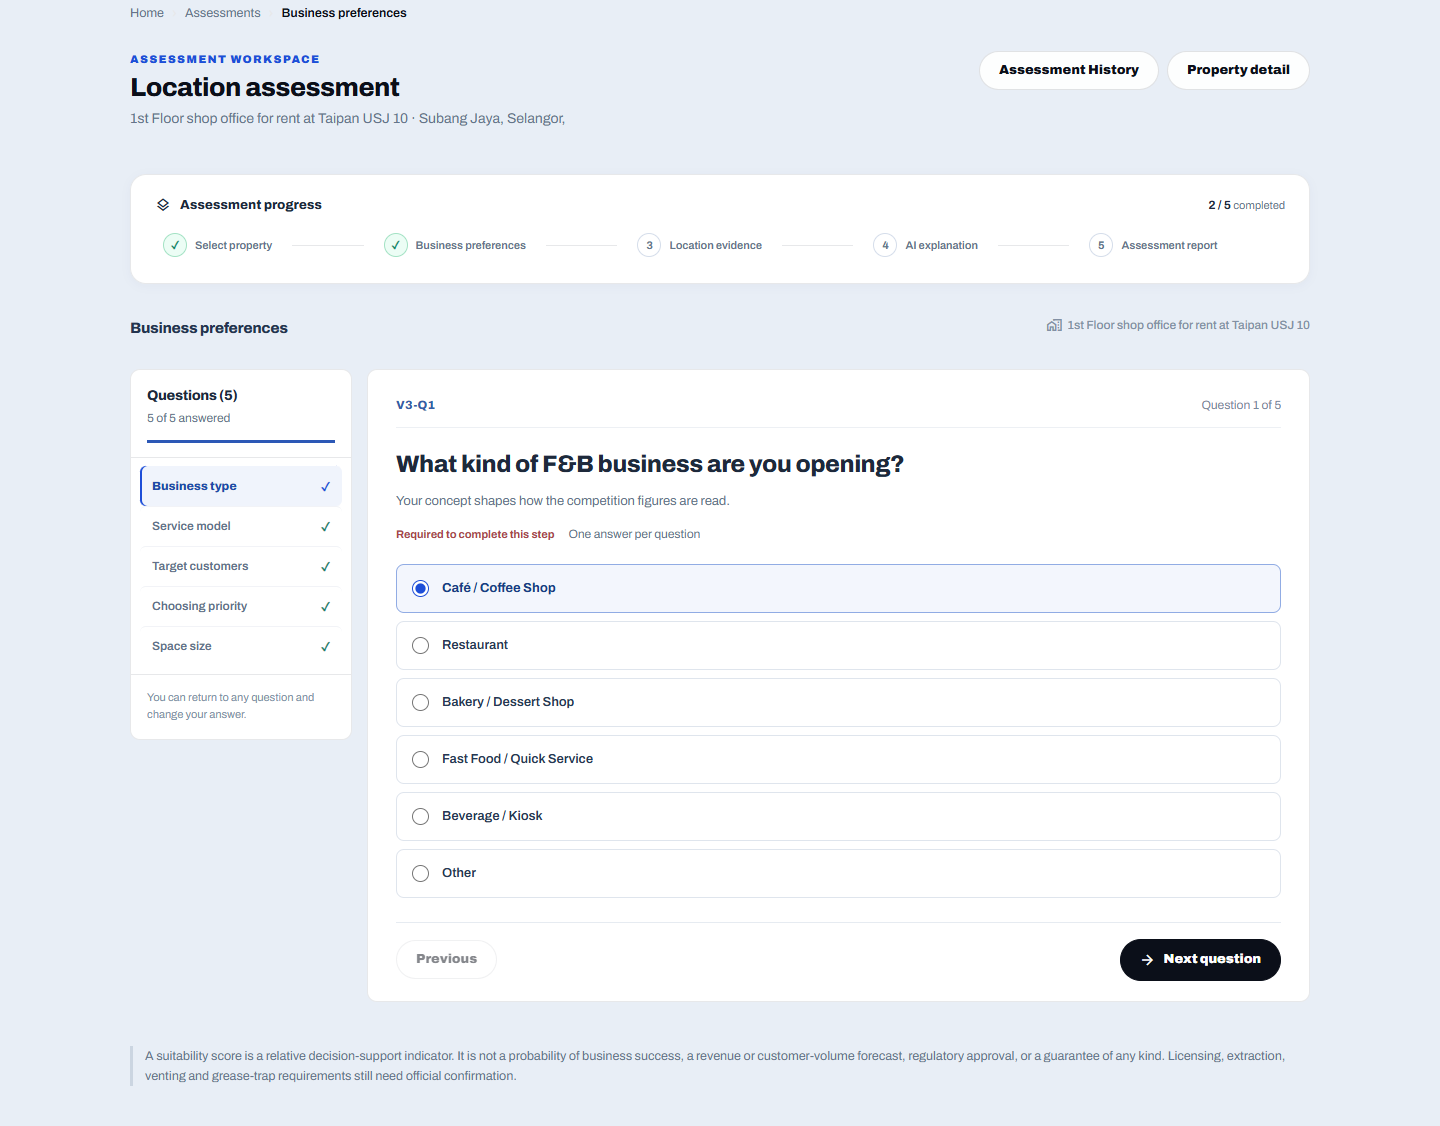 Home Assessments Business preferences
ASSESSMENT WORKSPACE
Location assessment
1st Floor shop office for rent at Taipan USJ 10 · Subang Jaya, Selangor,
Assessment History
Property detail
Assessment progress
2 / 5 completed
Select property
Business preferences
3 Location evidence
4 AI explanation
5 Assessment report
Business preferences
1st Floor shop office for rent at Taipan USJ 10
Questions (5)
5 of 5 answered
Business type
Service model
Target customers
Choosing priority
Space size
You can return to any question and
change your answer.
V3-Q1
Question 1 of 5
What kind of F&B business are you opening?
Your concept shapes how the competition figures are read.
Required to complete this step One answer per question
Café / Coffee Shop
Restaurant
Bakery / Dessert Shop
Fast Food / Quick Service
Beverage / Kiosk
Other
Previous
Next question
A suitability score is a relative decision-support indicator. It is not a probability of business success, a revenue or customer-volume forecast, regulatory approval, or a guarantee of any kind. Licensing, extraction,
venting and grease-trap requirements still need official confirmation.